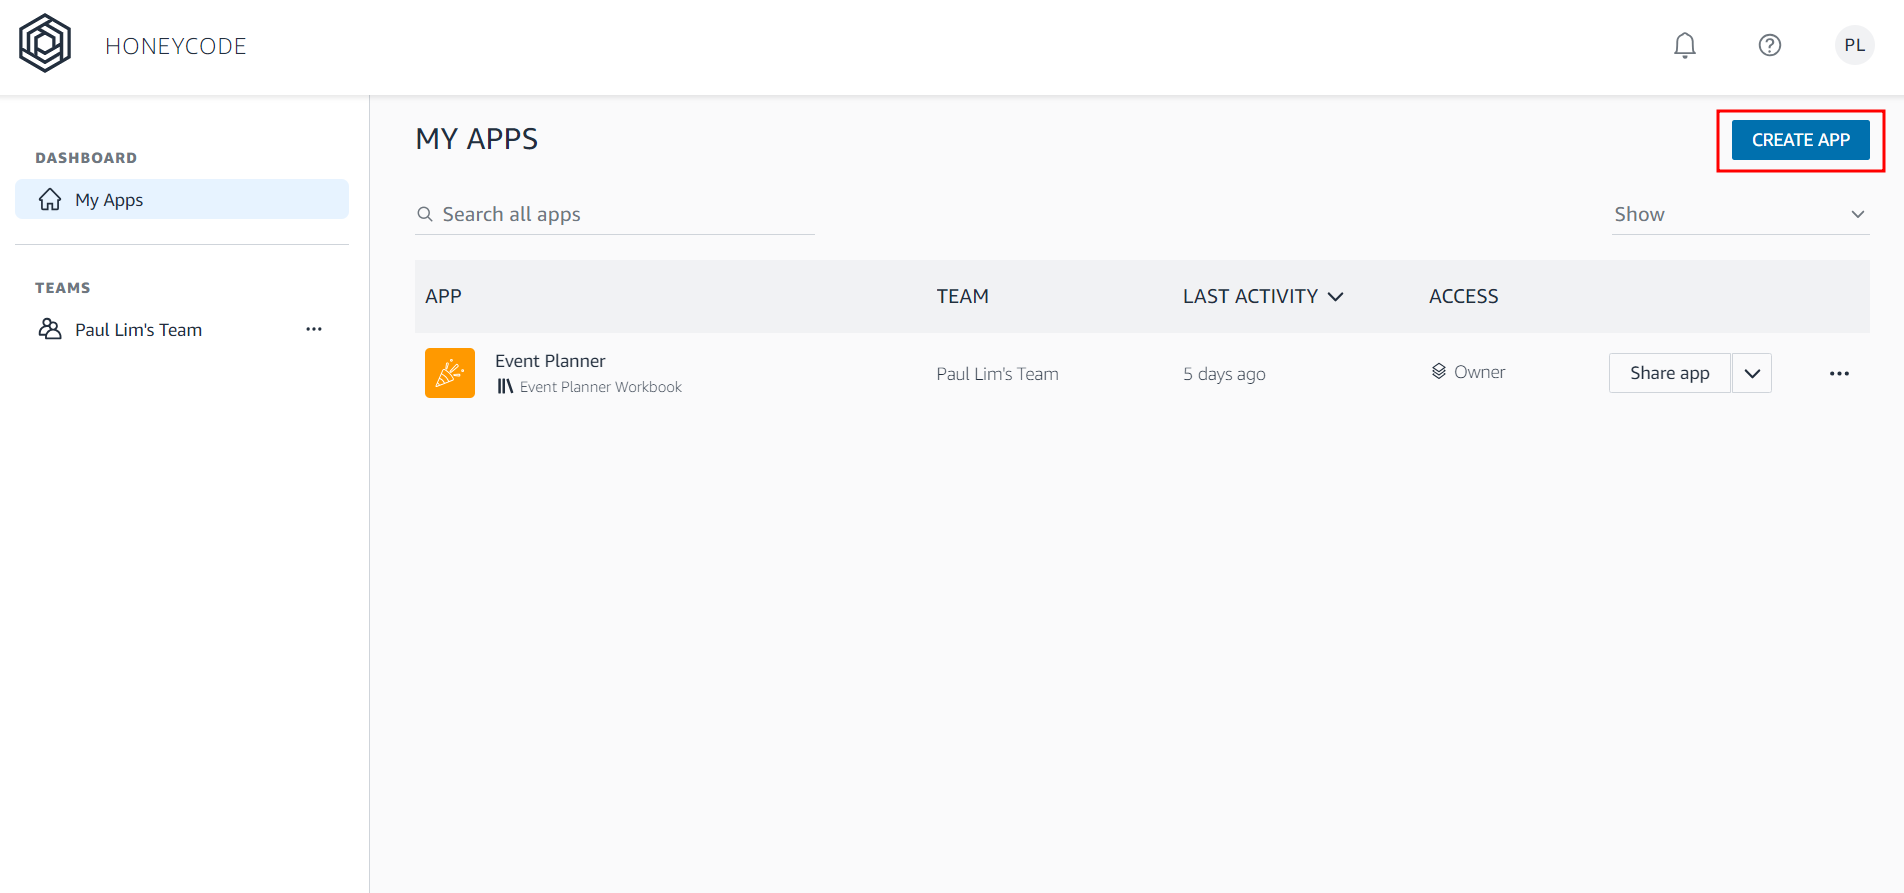 HONEYCODE
PL
DASHBOARD
My Apps
TEAMS
Paul Lim's Team
MY APPS
CREATE APP
Search all apps
Show
APP TEAM LAST ACTIVITY ACCESS
Event Planner
Event Planner Workbook
Paul Lim's Team
5 days ago
Owner
Share app